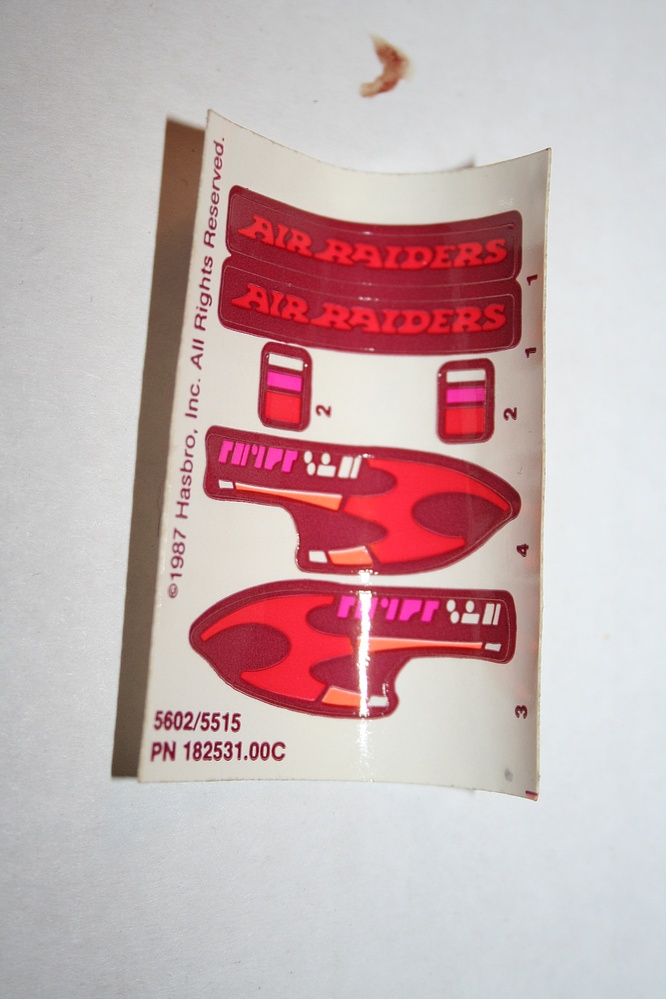 ©1987 Hasbro, Inc. All Rights Reserved.
AIR RAIDERS
1
AIR RAIDERS
1
2
2
4
3
5602/5515
PN 182531.00C